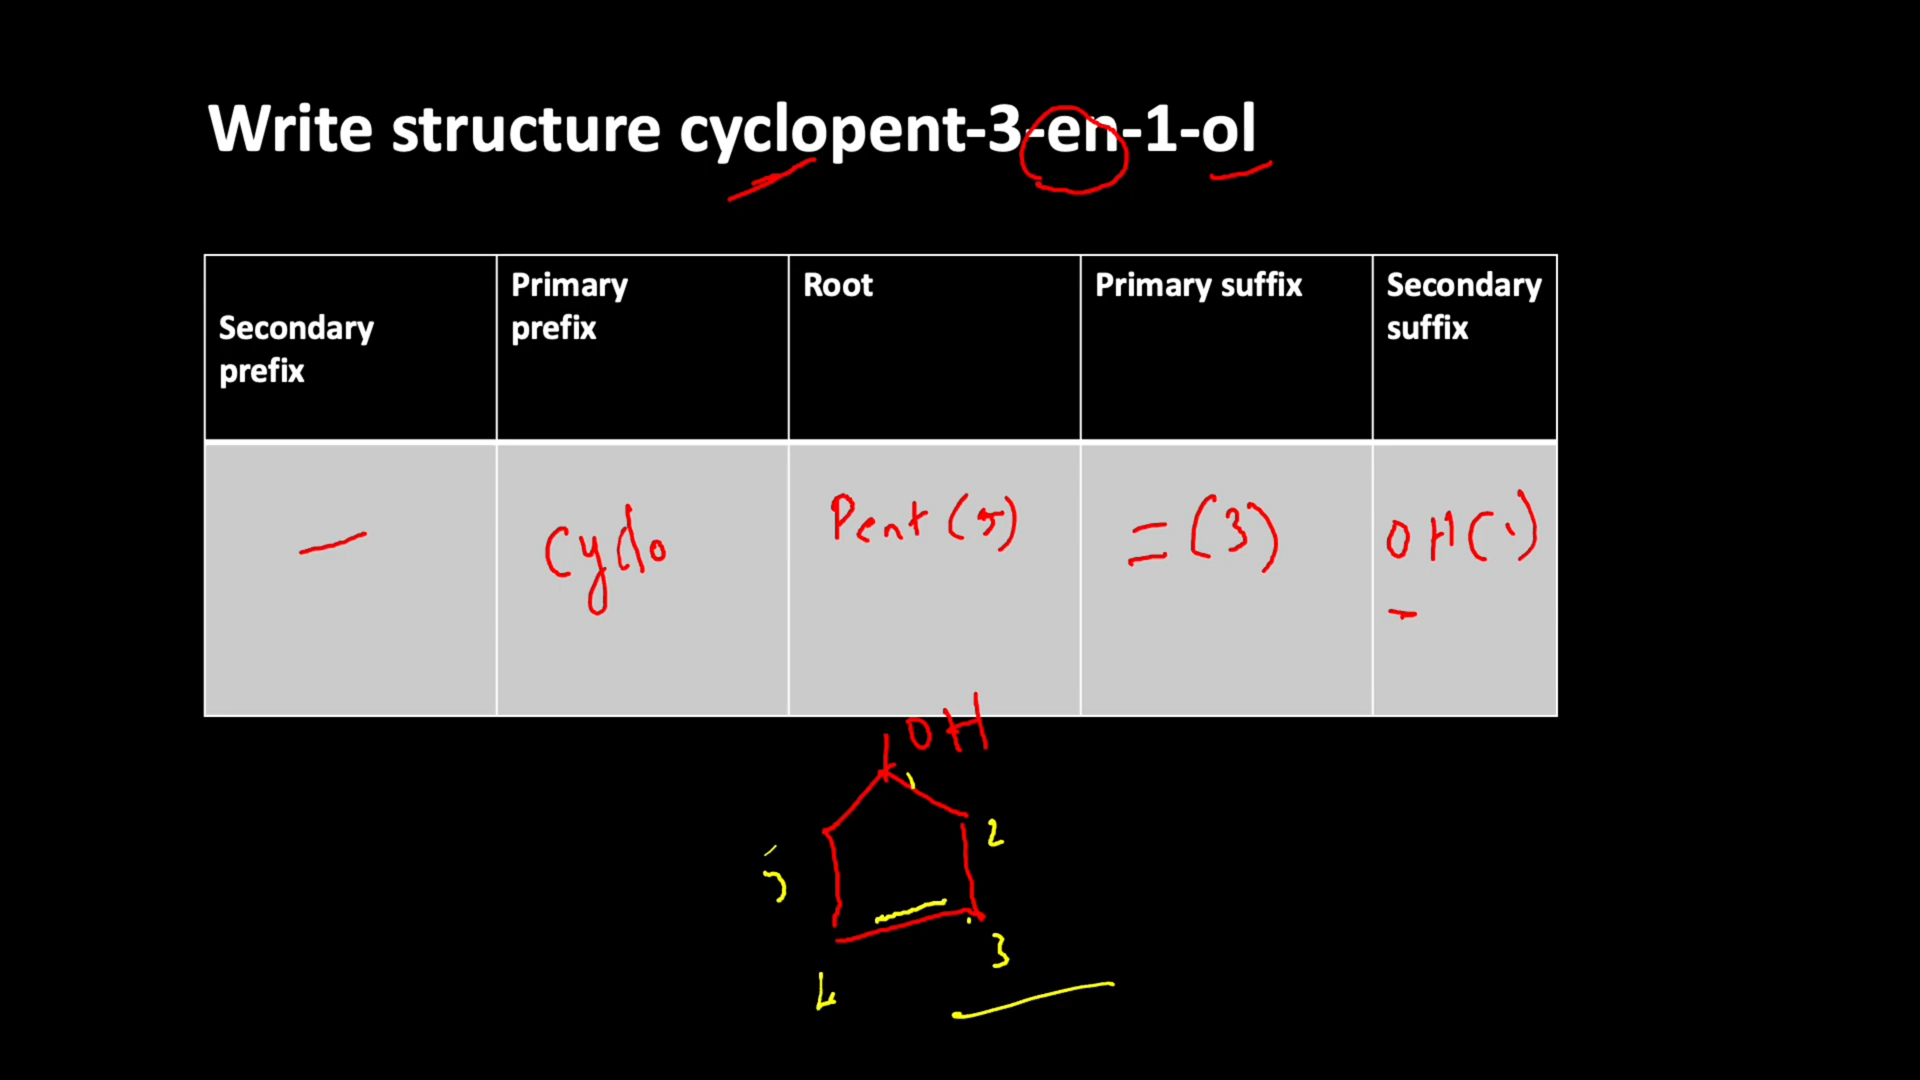 Write structure cyclopent-3-en-1-ol
Secondary prefix
Primary prefix
Root
Primary suffix
Secondary suffix
—
Cyclo
Pent (5)
= (3)
OH (1)
-
OH
1
2
5
3
4